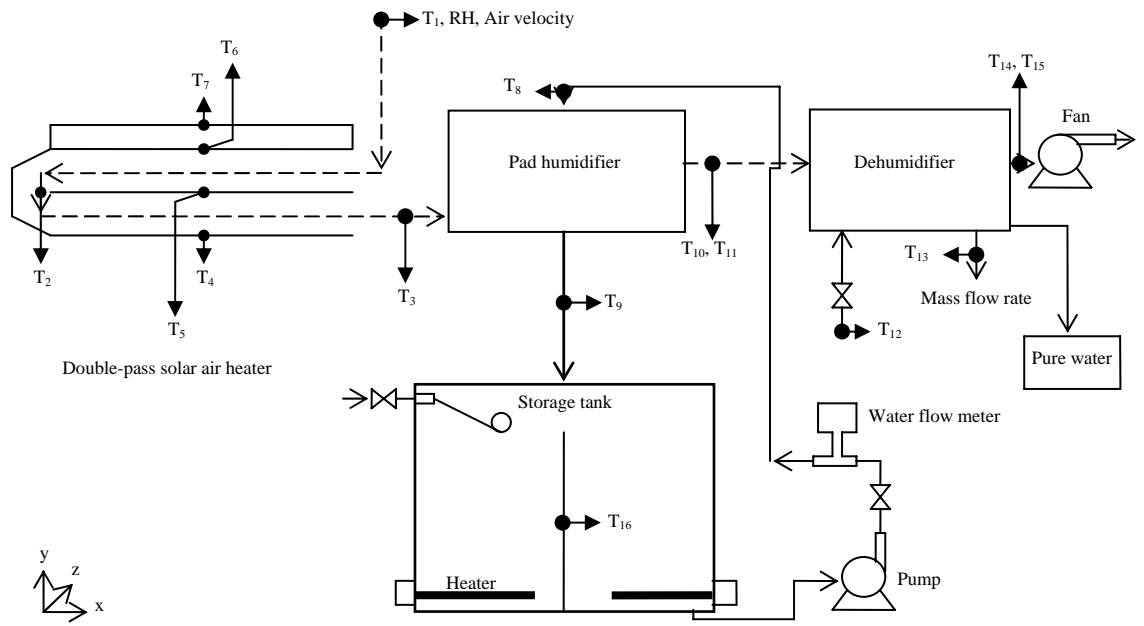 T1, RH, Air velocity
T6
T7
T8
T14, T15
Fan
Pad humidifier
Dehumidifier
T2
T4
T3
T5
T10, T11
T13
Mass flow rate
T9
T12
Double-pass solar air heater
Pure water
Storage tank
Water flow meter
T16
Heater
Pump
y
z
x